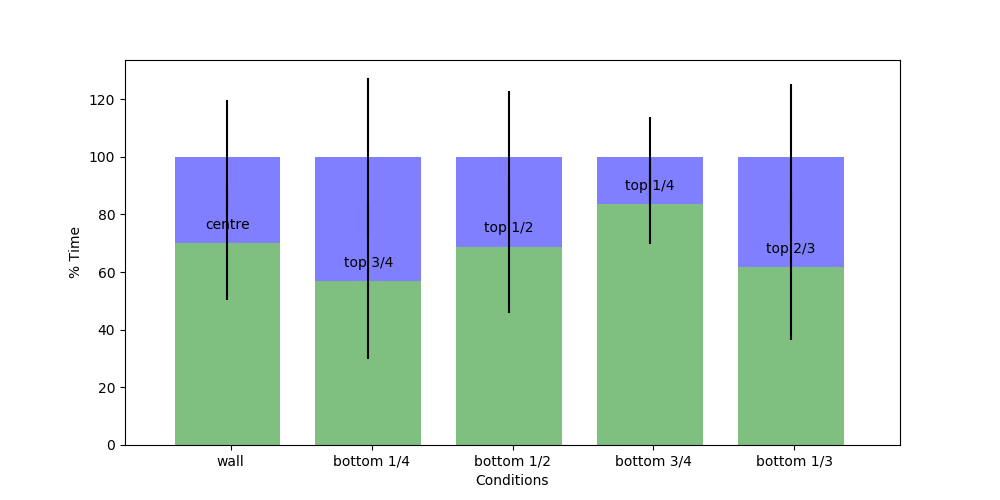 120
100
80
60
40
20
0
% Time
centre
top 3/4
top 1/2
top 1/4
top 2/3
wall
bottom 1/4
bottom 1/2
bottom 3/4
bottom 1/3
Conditions